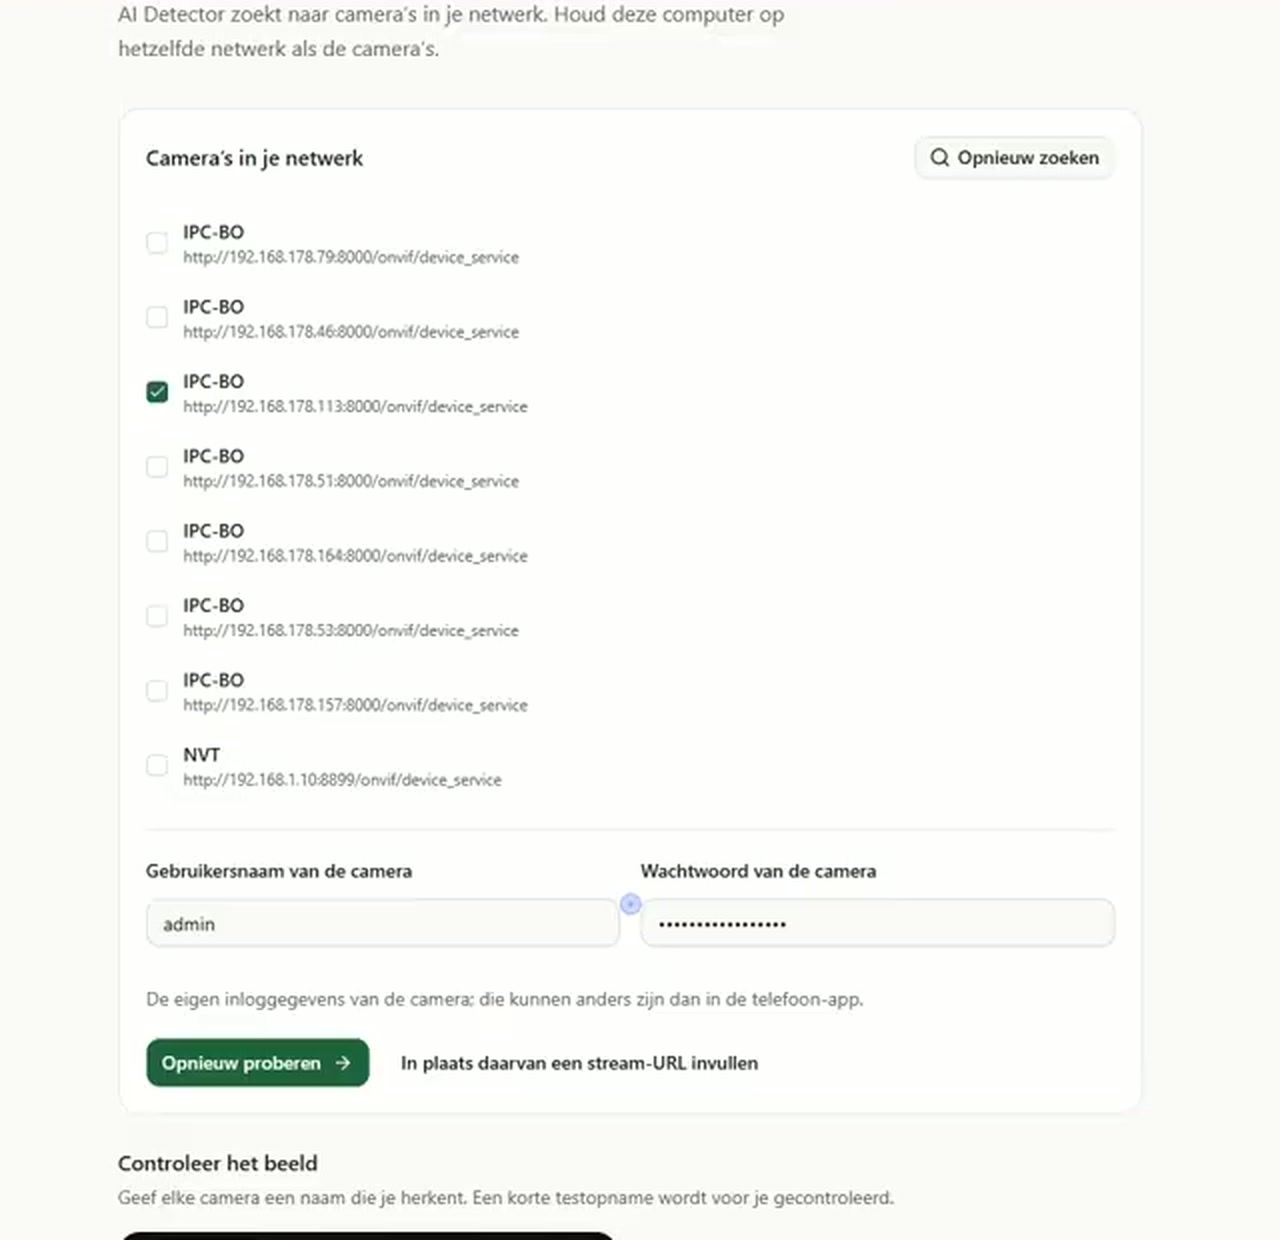 AI Detector zoekt naar camera's in je netwerk. Houd deze computer op
hetzelfde netwerk als de camera's.
Camera's in je netwerk
Opnieuw zoeken
IPC-BO
http://192.168.178.79:8000/onvif/device_service
IPC-BO
http://192.168.178.46:8000/onvif/device_service
IPC-BO
http://192.168.178.113:8000/onvif/device_service
IPC-BO
http://192.168.178.51:8000/onvif/device_service
IPC-BO
http://192.168.178.164:8000/onvif/device_service
IPC-BO
http://192.168.178.53:8000/onvif/device_service
IPC-BO
http://192.168.178.157:8000/onvif/device_service
NVT
http://192.168.1.10:8899/onvif/device_service
Gebruikersnaam van de camera
Wachtwoord van de camera
admin
•••••••••••••••••
De eigen inloggegevens van de camera; die kunnen anders zijn dan in de telefoon-app.
Opnieuw proberen →
In plaats daarvan een stream-URL invullen
Controleer het beeld
Geef elke camera een naam die je herkent. Een korte testopname wordt voor je gecontroleerd.